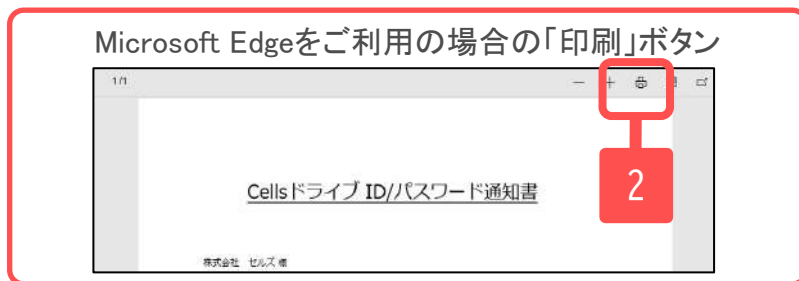 Microsoft Edgeをご利用の場合の「印刷」ボタン
1/1
Cellsドライブ ID/パスワード通知書
2
株式会社 セルズ 様